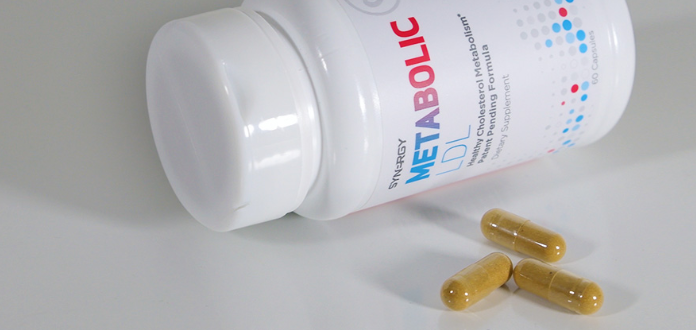 SYNERGY
METABOLIC
LDL
Healthy Cholesterol Metabolism*
Patent Pending Formula
Dietary Supplement
60 Capsules